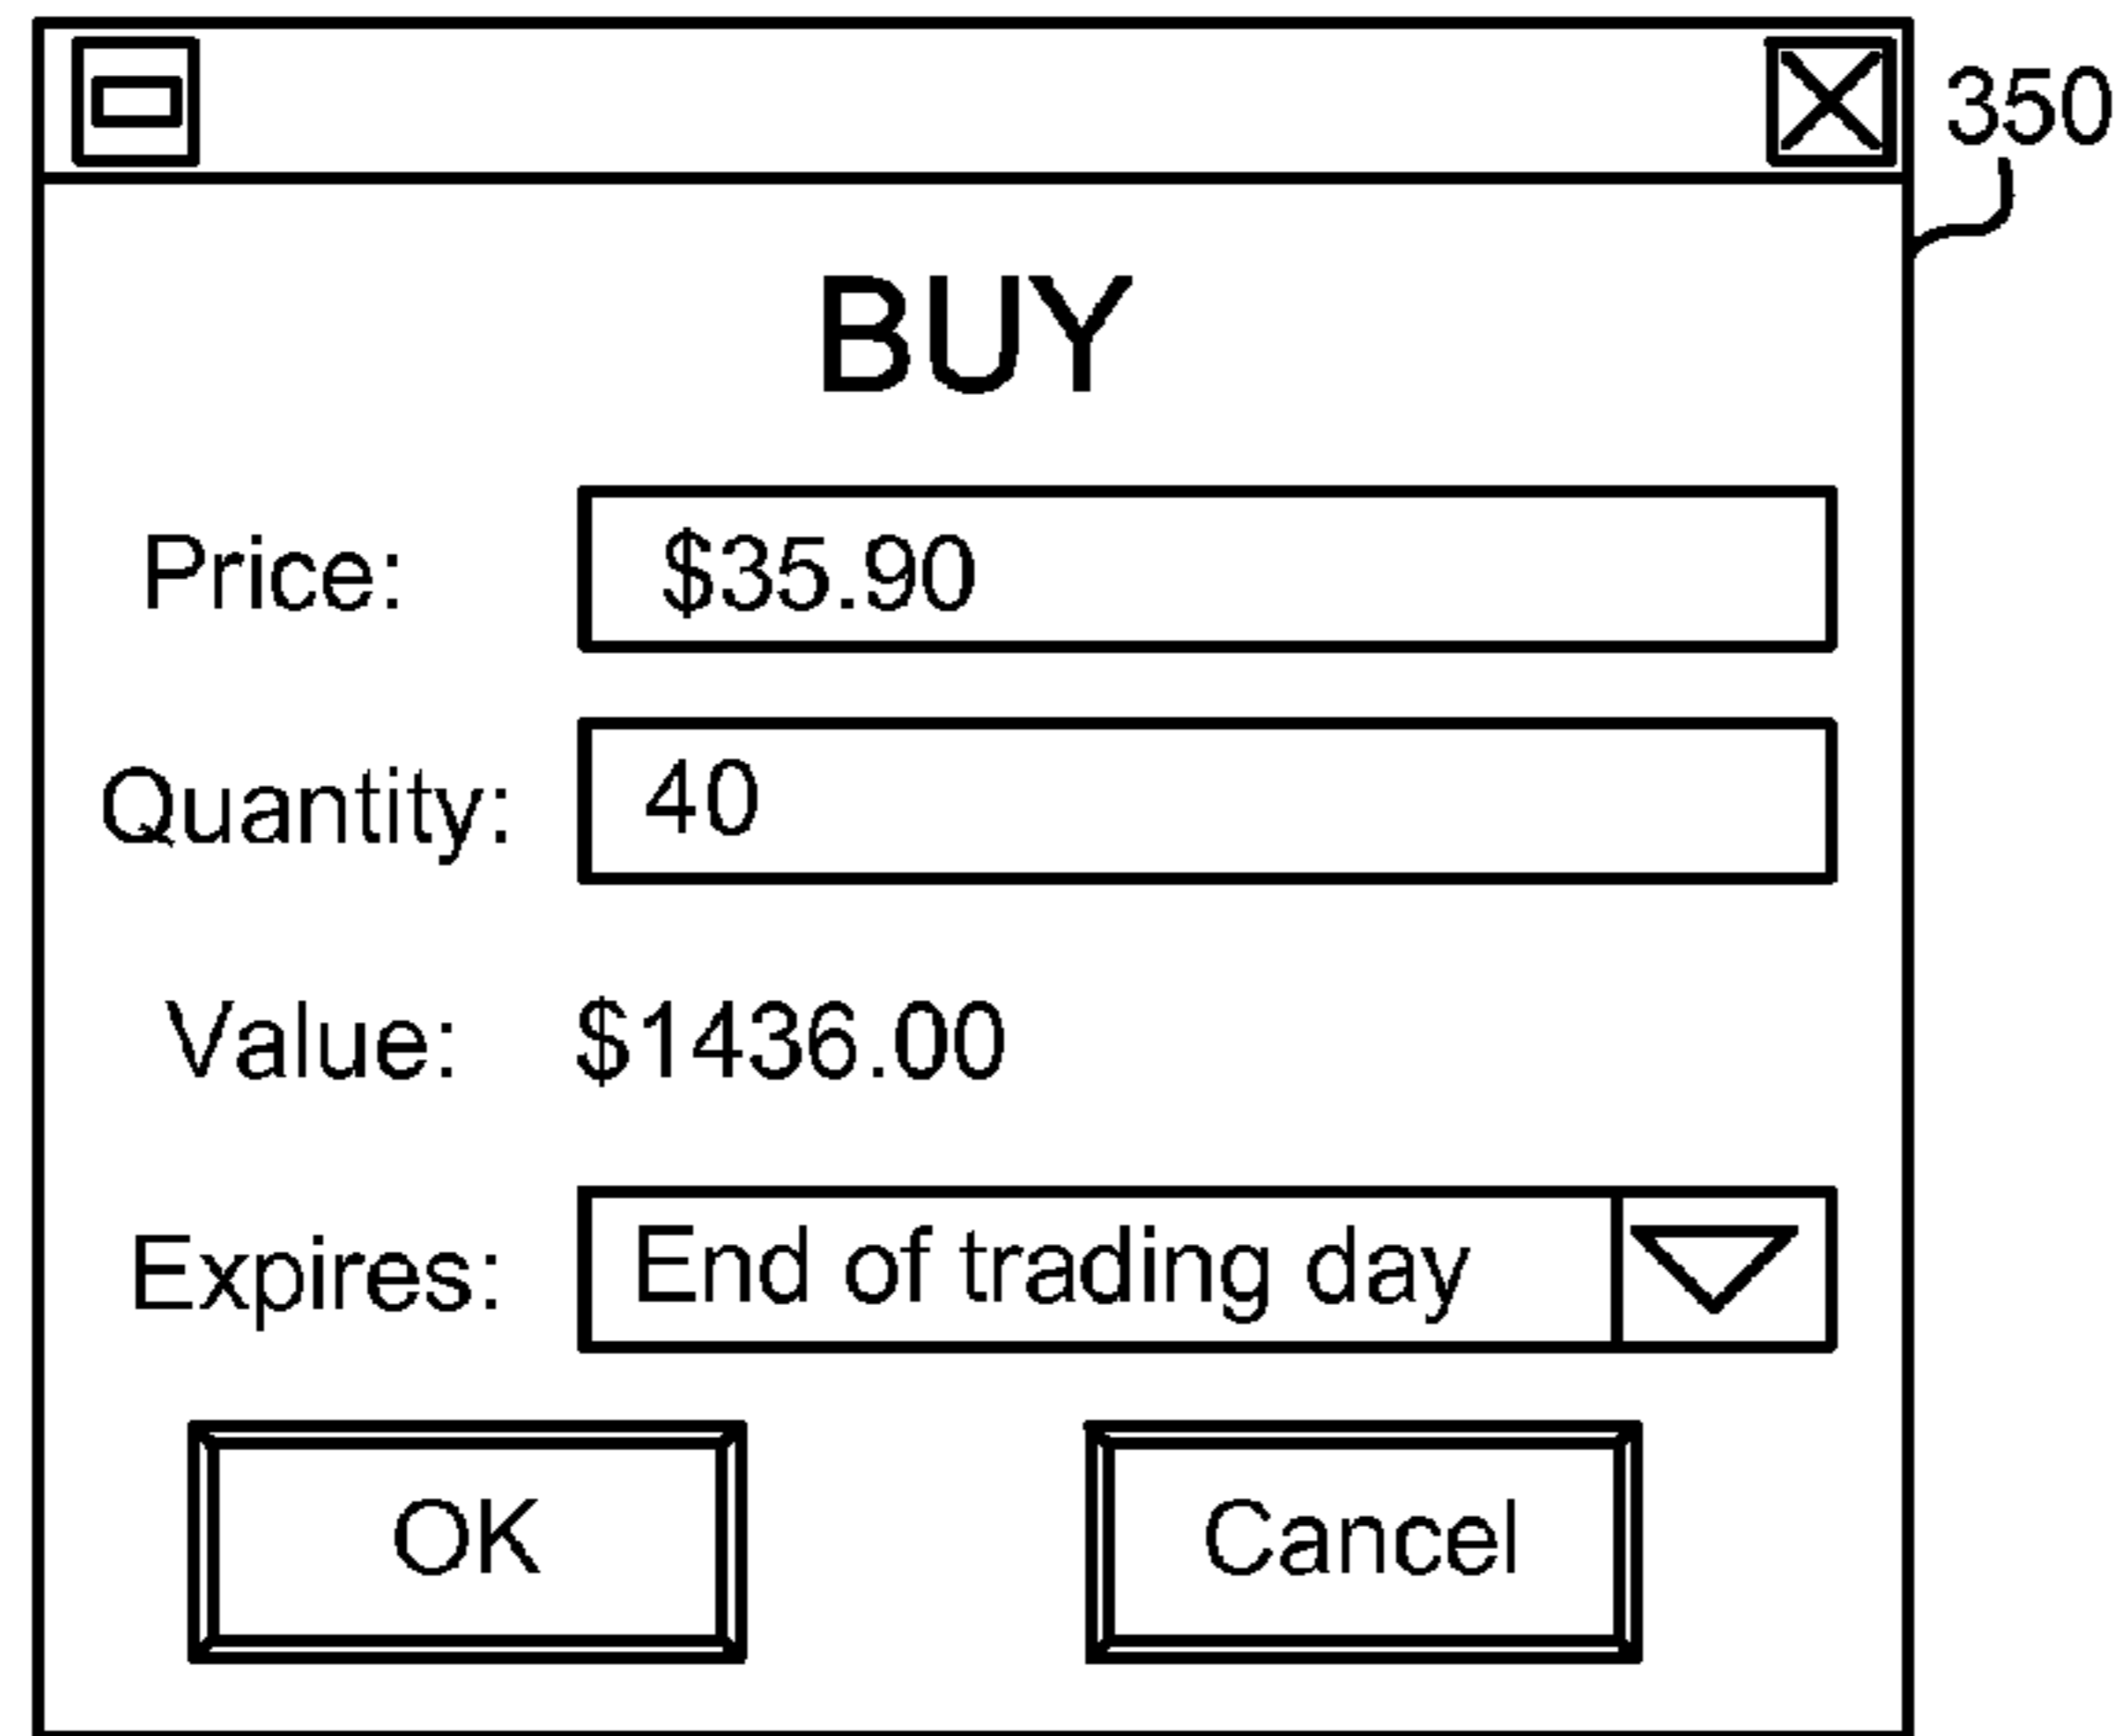 350
BUY
Price: $35.90
Quantity: 40
Value: $1436.00
Expires: End of trading day
OK Cancel